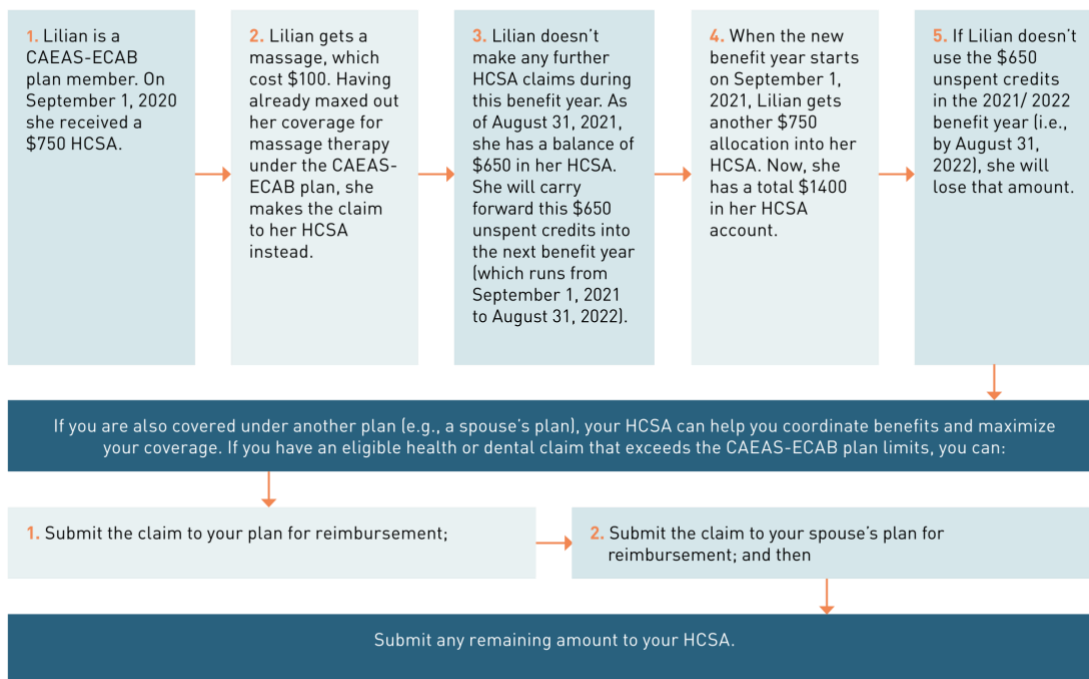 1. Lilian is a
CAEAS-ECAB
plan member. On
September 1, 2020
she received a
$750 HCSA.
2. Lilian gets a
massage, which
cost $100. Having
already maxed out
her coverage for
massage therapy
under the CAEAS-
ECAB plan, she
makes the claim
to her HCSA
instead.
3. Lilian doesn't
make any further
HCSA claims during
this benefit year. As
of August 31, 2021,
she has a balance of
$650 in her HCSA.
She will carry
forward this $650
unspent credits into
the next benefit year
(which runs from
September 1, 2021
to August 31, 2022).
4. When the new
benefit year starts
on September 1,
2021, Lilian gets
another $750
allocation into her
HCSA. Now, she
has a total $1400
in her HCSA
account.
5. If Lilian doesn't
use the $650
unspent credits
in the 2021/ 2022
benefit year (i.e.,
by August 31,
2022), she will
lose that amount.
If you are also covered under another plan (e.g., a spouse's plan), your HCSA can help you coordinate benefits and maximize
your coverage. If you have an eligible health or dental claim that exceeds the CAEAS-ECAB plan limits, you can:
1. Submit the claim to your plan for reimbursement;
2. Submit the claim to your spouse's plan for
reimbursement; and then
Submit any remaining amount to your HCSA.